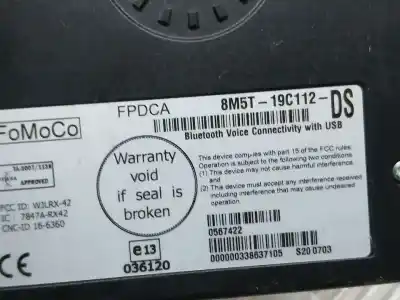 FPDCA
8M5T-19C112-DS
FoMoCo
Bluetooth Voice Connectivity with USB
Warranty
void
if seal is
broken
APPROVED
This device complies with part 15 of the FCC rules:
Operation is subject to the following two conditions
(1) This device may not cause harmful interference.
and
(2) This device must accept any interference received
including interference that may cause
undesired operation
FCC ID: WJLRX-42
IC: 7847A-RX42
CNC-ID 16-6360
CE
e13
036120
0567422
000000338637105 S20 0703